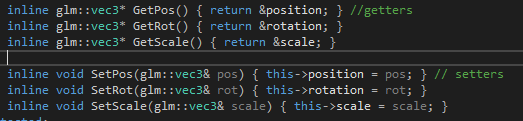 inline glm::vec3* GetPos() { return &position; } //getters
inline glm::vec3* GetRot() { return &rotation; }
inline glm::vec3* GetScale() { return &scale; }
inline void SetPos(glm::vec3& pos) { this->position = pos; } // setters
inline void SetRot(glm::vec3& rot) { this->rotation = rot; }
inline void SetScale(glm::vec3& scale) { this->scale = scale; }